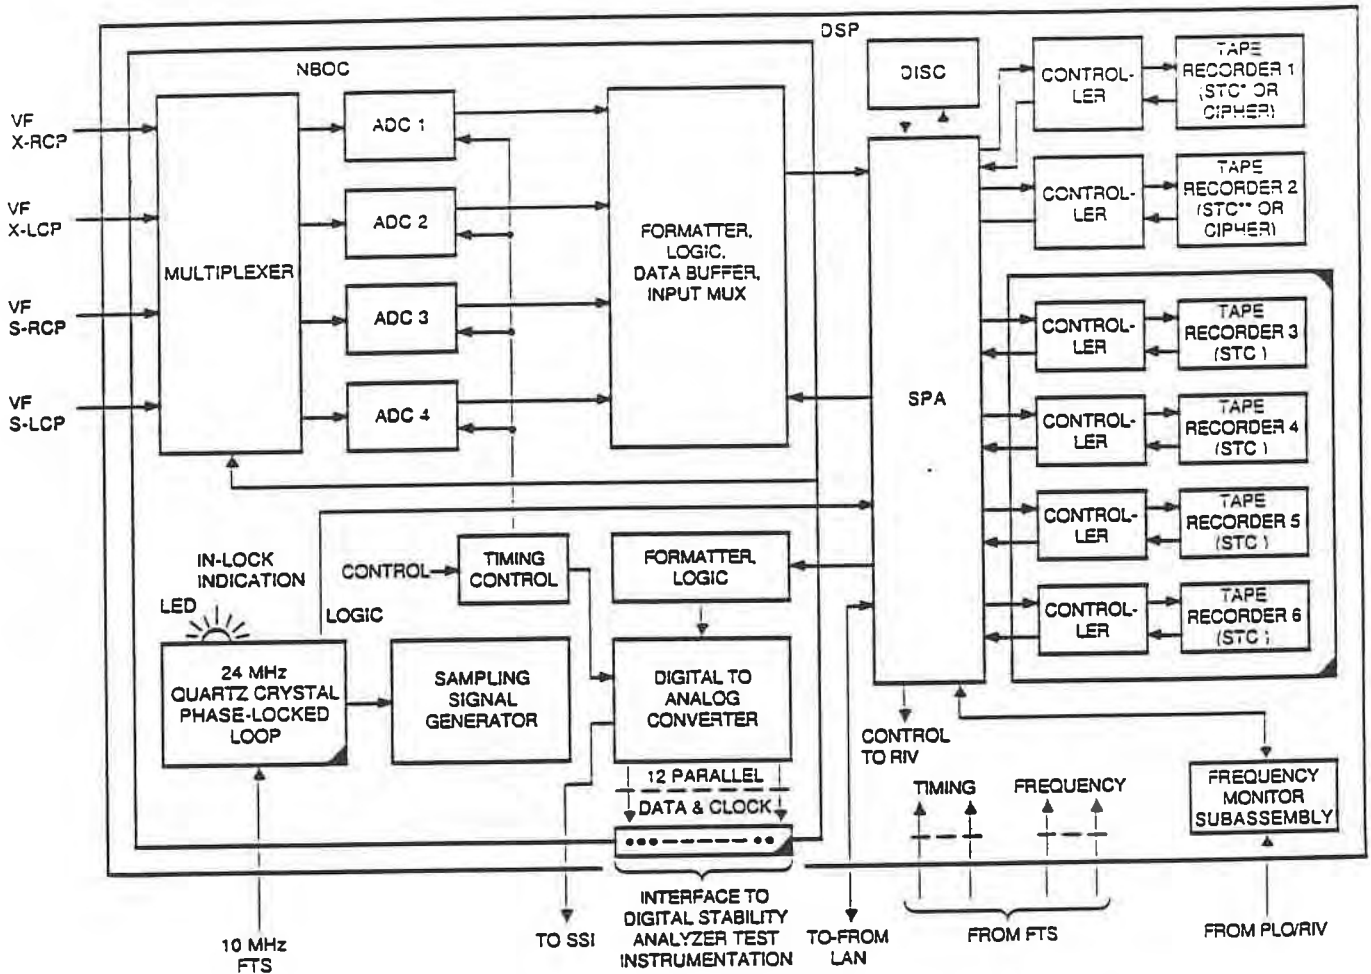 DSP
NBOC
VF
X-RCP
VF
X-LCP
VF
S-RCP
VF
S-LCP
MULTIPLEXER
ADC 1
ADC 2
ADC 3
ADC 4
FORMATTER,
LOGIC,
DATA BUFFER,
INPUT MUX
DISC
SPA
CONTROL-
LER
TAPE
RECORDER 1
(STC* OR
CIPHER)
CONTROL-
LER
TAPE
RECORDER 2
(STC** OR
CIPHER)
CONTROL-
LER
TAPE
RECORDER 3
(STC )
CONTROL-
LER
TAPE
RECORDER 4
(STC )
CONTROL-
LER
TAPE
RECORDER 5
(STC )
CONTROL-
LER
TAPE
RECORDER 6
(STC )
IN-LOCK
INDICATION
LED
LOGIC
CONTROL
TIMING
CONTROL
FORMATTER,
LOGIC
24 MHz
QUARTZ CRYSTAL
PHASE-LOCKED
LOOP
SAMPLING
SIGNAL
GENERATOR
DIGITAL TO
ANALOG
CONVERTER
12 PARALLEL
DATA & CLOCK
CONTROL
TO RIV
TIMING
FREQUENCY
FREQUENCY
MONITOR
SUBASSEMBLY
10 MHz
FTS
TO SSI
INTERFACE TO
DIGITAL STABILITY
ANALYZER TEST
INSTRUMENTATION
TO-FROM
LAN
FROM FTS
FROM PLO/RIV